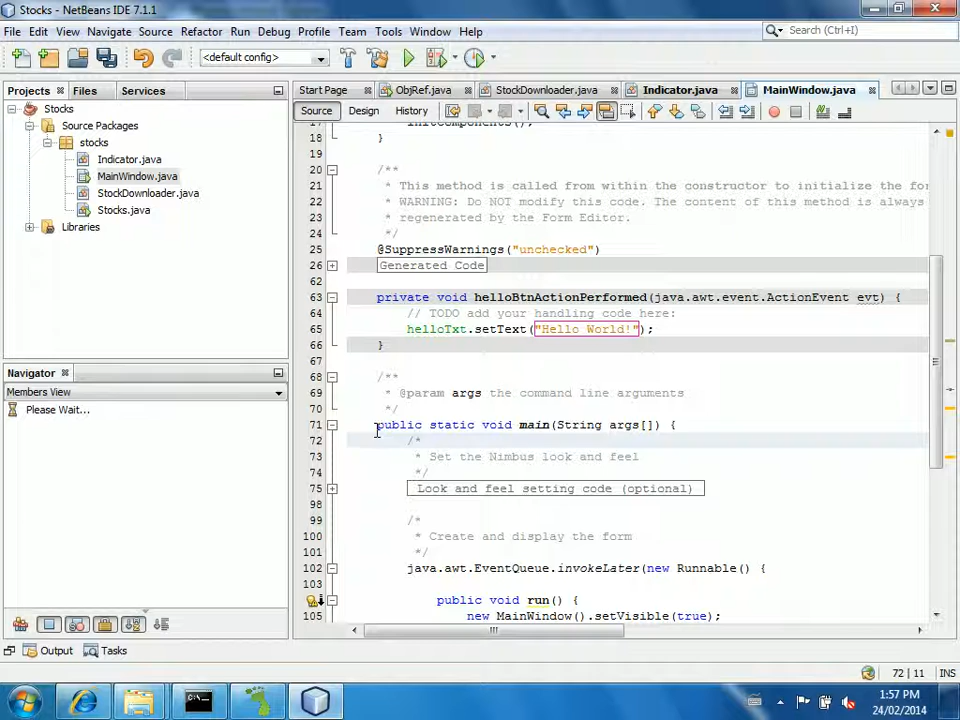 Stocks - NetBeans IDE 7.1.1
File Edit View Navigate Source Refactor Run Debug Profile Team Tools Window Help
Search (Ctrl+I)
<default config>
Projects Files Services
Start Page ObjRef.java StockDownloader.java Indicator.java MainWindow.java
Source Design History
Stocks
Source Packages
stocks
Indicator.java
MainWindow.java
StockDownloader.java
Stocks.java
Libraries
Navigator
Members View
Please Wait...
17 initComponents();
18 }
19
20 /**
21 * This method is called from within the constructor to initialize the for
22 * WARNING: Do NOT modify this code. The content of this method is always
23 * regenerated by the Form Editor.
24 */
25 @SuppressWarnings("unchecked")
26 Generated Code
62
63 private void helloBtnActionPerformed(java.awt.event.ActionEvent evt) {
64 // TODO add your handling code here:
65 helloTxt.setText("Hello World!");
66 }
67
68 /**
69 * @param args the command line arguments
70 */
71 public static void main(String args[]) {
72 /*
73 * Set the Nimbus look and feel
74 */
75 Look and feel setting code (optional)
98
99 /*
100 * Create and display the form
101 */
102 java.awt.EventQueue.invokeLater(new Runnable() {
103
public void run() {
105 new MainWindow().setVisible(true);
Output Tasks
72 | 11 INS
1:57 PM
24/02/2014